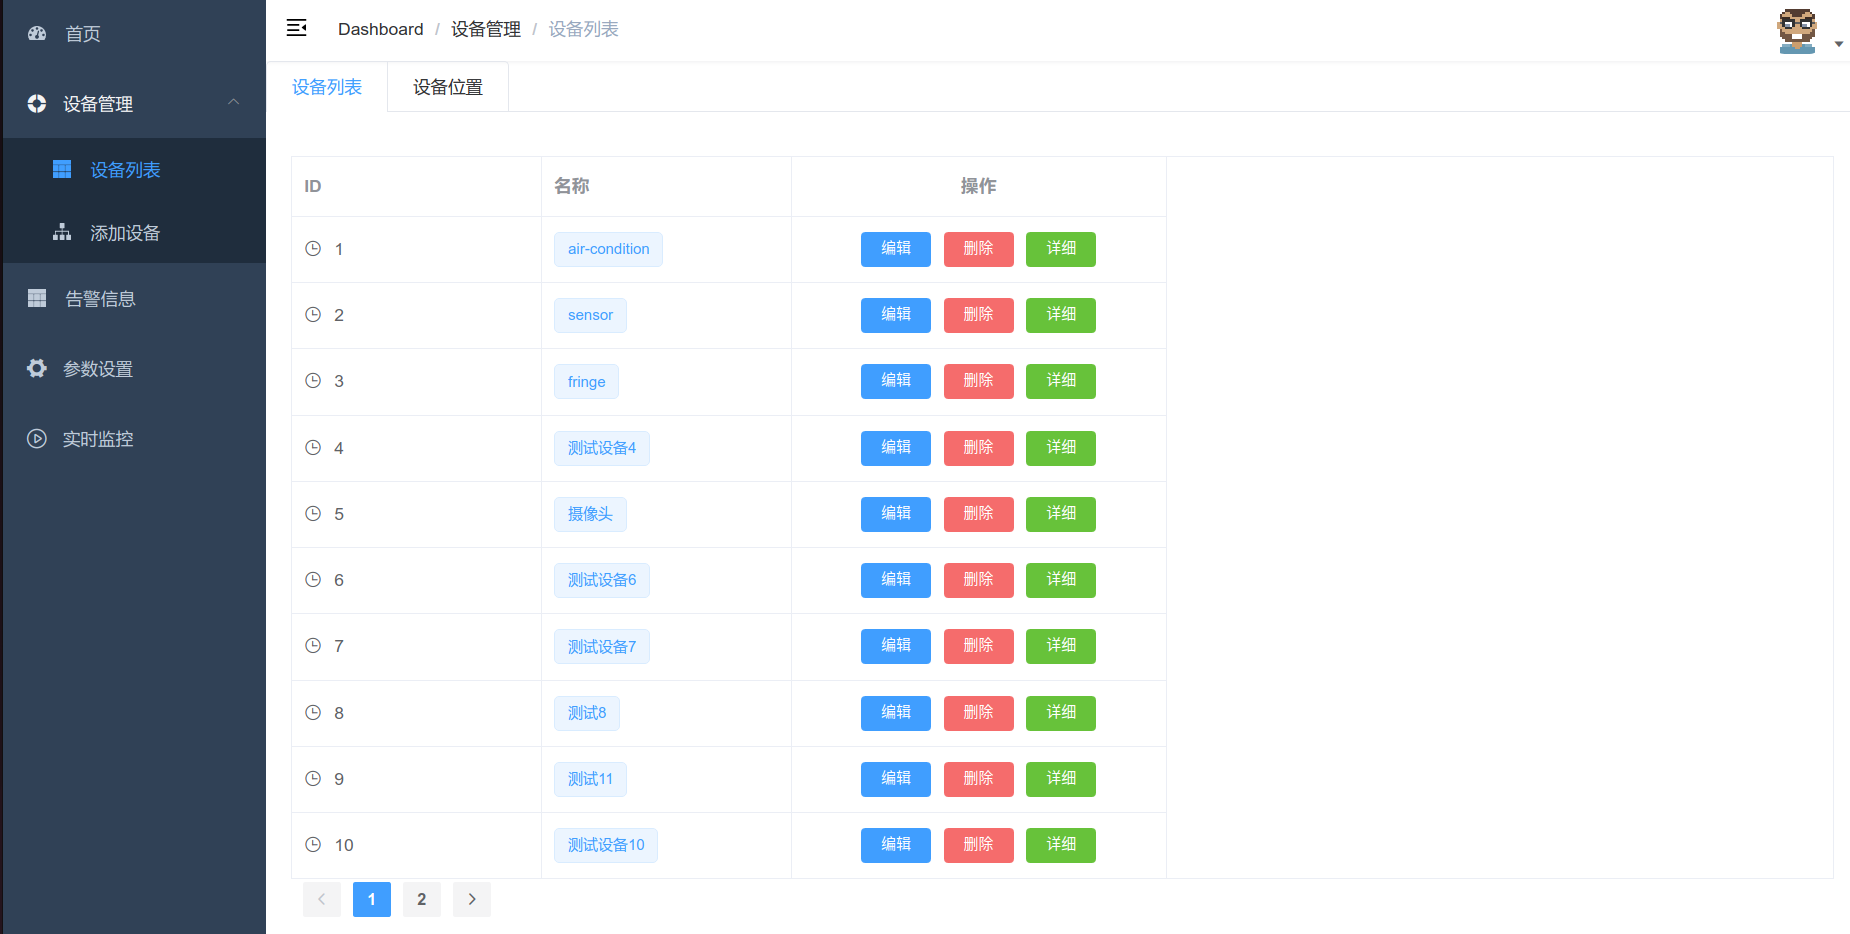 首页
设备管理
设备列表
添加设备
告警信息
参数设置
实时监控
Dashboard / 设备管理 / 设备列表
设备列表 设备位置
ID 名称 操作
1 air-condition 编辑 删除 详细
2 sensor 编辑 删除 详细
3 fringe 编辑 删除 详细
4 测试设备4 编辑 删除 详细
5 摄像头 编辑 删除 详细
6 测试设备6 编辑 删除 详细
7 测试设备7 编辑 删除 详细
8 测试8 编辑 删除 详细
9 测试11 编辑 删除 详细
10 测试设备10 编辑 删除 详细
1 2